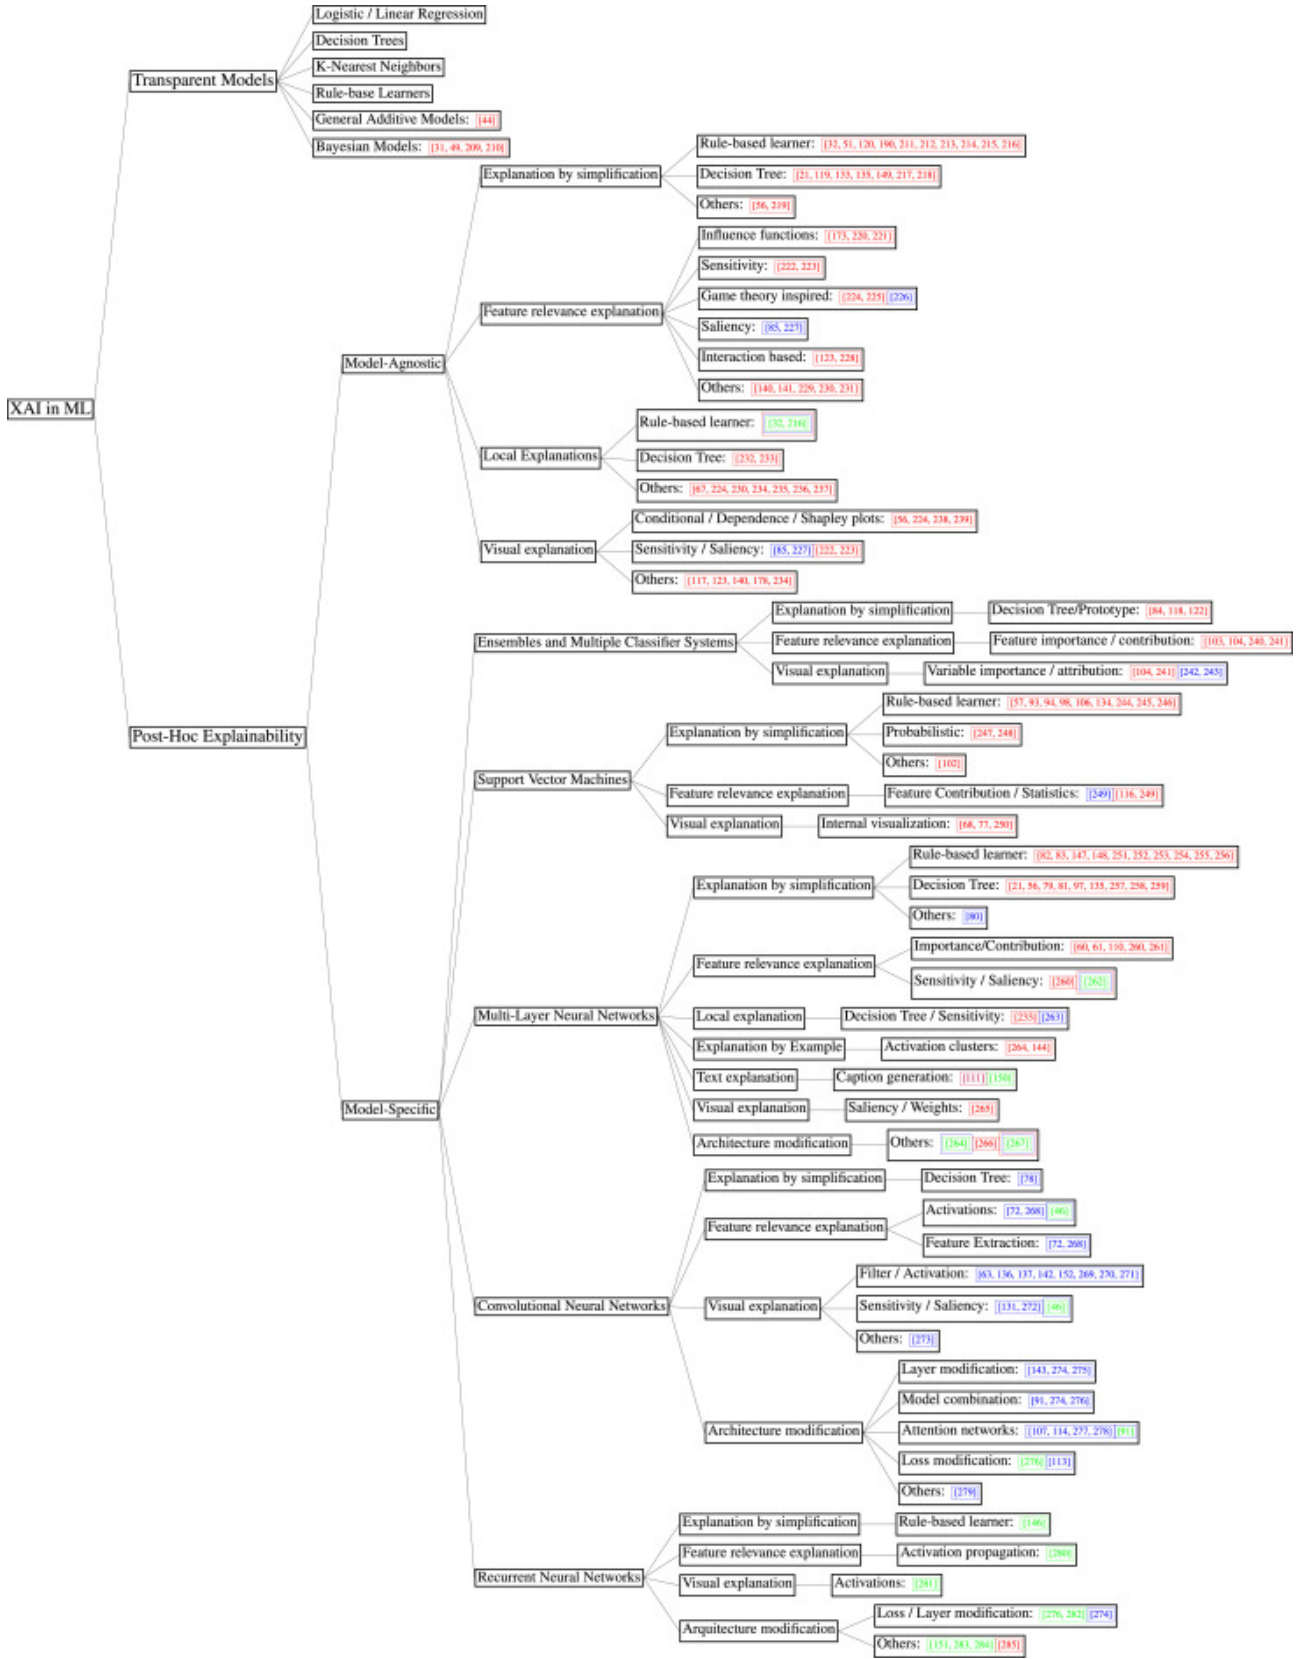 Logistic / Linear Regression
Decision Trees
Transparent Models
K-Nearest Neighbors
Rule-base Learners
General Additive Models: [44]
Bayesian Models: [31, 49, 209, 210]
Rule-based learner: [32, 51, 120, 190, 211, 212, 213, 214, 215, 216]
Explanation by simplification
Decision Tree: [21, 119, 133, 135, 149, 217, 218]
Others: [56, 219]
Influence functions: [173, 220, 221]
Sensitivity: [222, 223]
Game theory inspired: [224, 225] [226]
Feature relevance explanation
Saliency: [85, 227]
Interaction based: [123, 228]
Model-Agnostic
Others: [140, 141, 229, 230, 231]
XAI in ML
Rule-based learner: [32, 216]
Local Explanations
Decision Tree: [232, 233]
Others: [67, 224, 230, 234, 235, 236, 237]
Conditional / Dependence / Shapley plots: [56, 224, 238, 239]
Visual explanation
Sensitivity / Saliency: [85, 227] [222, 223]
Others: [117, 123, 140, 178, 234]
Explanation by simplification
Decision Tree/Prototype: [84, 118, 122]
Ensembles and Multiple Classifier Systems
Feature relevance explanation
Feature importance / contribution: [103, 104, 240, 241]
Visual explanation
Variable importance / attribution: [104, 241] [242, 243]
Post-Hoc Explainability
Rule-based learner: [57, 93, 94, 98, 106, 134, 244, 245, 246]
Explanation by simplification
Probabilistic: [247, 248]
Others: [102]
Support Vector Machines
Feature relevance explanation
Feature Contribution / Statistics: [249] [116, 249]
Visual explanation
Internal visualization: [68, 77, 250]
Rule-based learner: [82, 83, 147, 148, 251, 252, 253, 254, 255, 256]
Explanation by simplification
Decision Tree: [21, 56, 79, 81, 97, 135, 257, 258, 259]
Others: [80]
Importance/Contribution: [60, 61, 110, 260, 261]
Feature relevance explanation
Sensitivity / Saliency: [260] [262]
Multi-Layer Neural Networks
Local explanation
Decision Tree / Sensitivity: [233] [263]
Explanation by Example
Activation clusters: [264, 144]
Text explanation
Caption generation: [111] [150]
Visual explanation
Saliency / Weights: [265]
Model-Specific
Architecture modification
Others: [264] [266] [267]
Explanation by simplification
Decision Tree: [78]
Activations: [72, 268] [46]
Feature relevance explanation
Feature Extraction: [72, 268]
Filter / Activation: [63, 136, 137, 142, 152, 269, 270, 271]
Convolutional Neural Networks
Visual explanation
Sensitivity / Saliency: [131, 272] [46]
Others: [273]
Layer modification: [143, 274, 275]
Model combination: [91, 274, 276]
Architecture modification
Attention networks: [107, 114, 277, 278] [91]
Loss modification: [276] [113]
Others: [279]
Explanation by simplification
Rule-based learner: [146]
Feature relevance explanation
Activation propagation: [280]
Recurrent Neural Networks
Visual explanation
Activations: [281]
Loss / Layer modification: [276, 282] [274]
Arquitecture modification
Others: [151, 283, 284] [285]